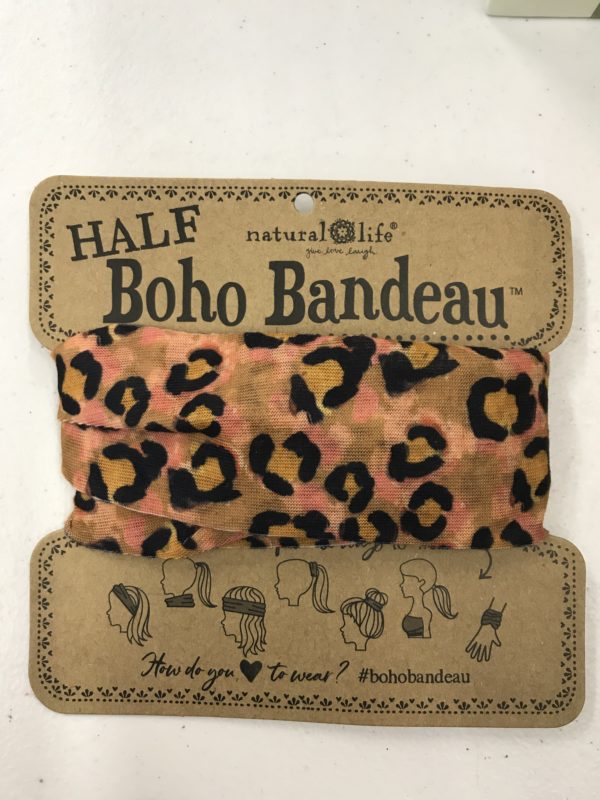 HALF
natural life®
give love laugh
Boho Bandeau™
How do you ♥ to wear? #bohobandeau